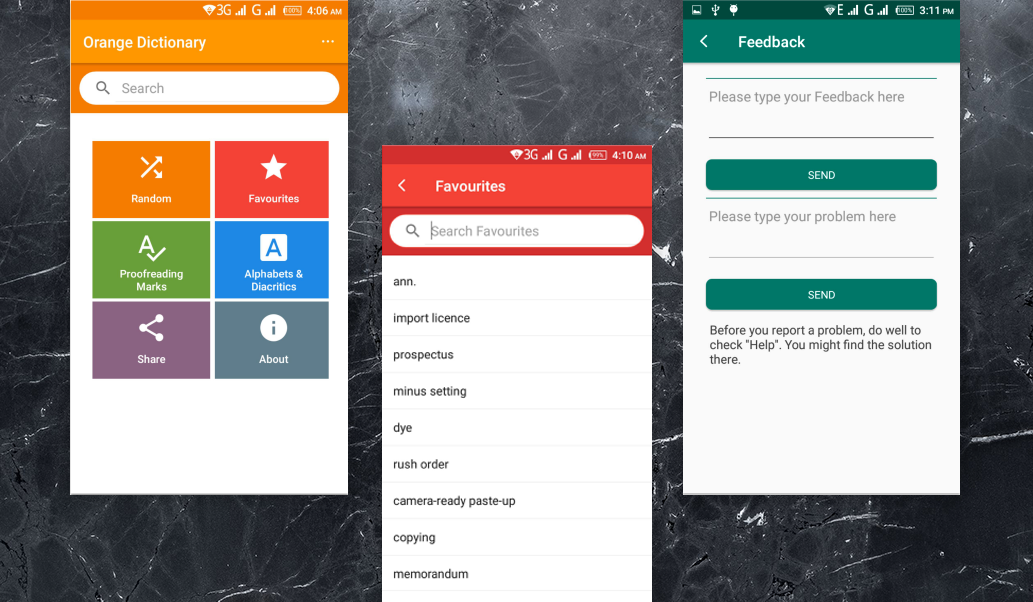 3G G 100% 4:06 AM
Orange Dictionary
Search
Random
Favourites
Proofreading
Marks
A
Alphabets &
Diacritics
Share
About
3G G 99% 4:10 AM
Favourites
Search Favourites
ann.
import licence
prospectus
minus setting
dye
rush order
camera-ready paste-up
copying
memorandum
E G 100% 3:11 PM
Feedback
Please type your Feedback here
SEND
Please type your problem here
SEND
Before you report a problem, do well to
check "Help". You might find the solution
there.